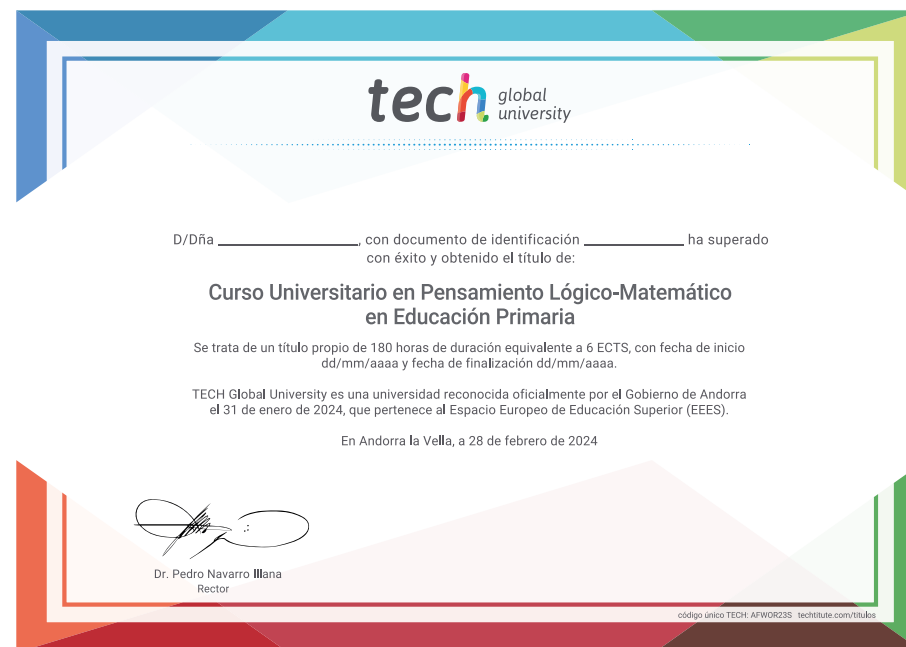 tech global university
D/Dña ________________, con documento de identificación ____________ ha superado
con éxito y obtenido el título de:
Curso Universitario en Pensamiento Lógico-Matemático
en Educación Primaria
Se trata de un título propio de 180 horas de duración equivalente a 6 ECTS, con fecha de inicio
dd/mm/aaaa y fecha de finalización dd/mm/aaaa.
TECH Global University es una universidad reconocida oficialmente por el Gobierno de Andorra
el 31 de enero de 2024, que pertenece al Espacio Europeo de Educación Superior (EEES).
En Andorra la Vella, a 28 de febrero de 2024
Dr. Pedro Navarro Illana
Rector
código único TECH: AFWOR23S techtitute.com/titulos